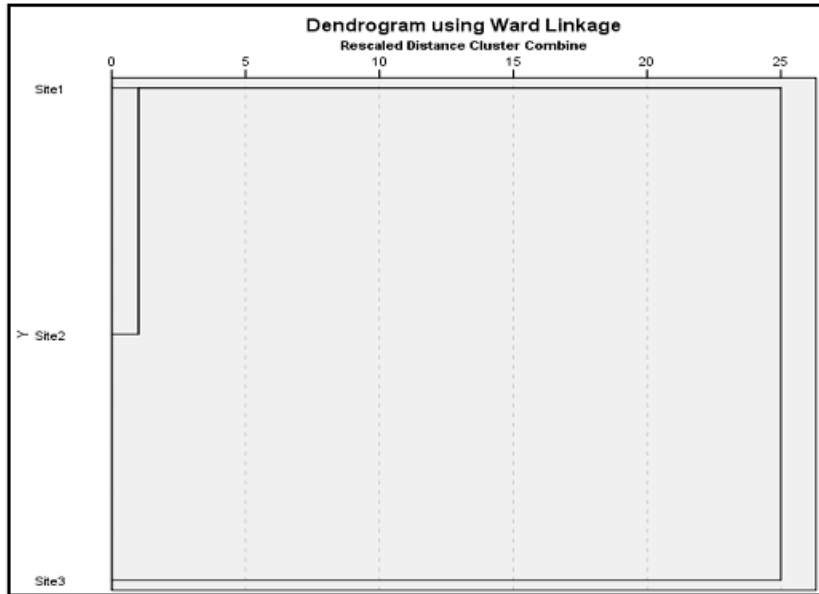 Dendrogram using Ward Linkage
Rescaled Distance Cluster Combine
0 5 10 15 20 25
Site1
Y
Site2
Site3